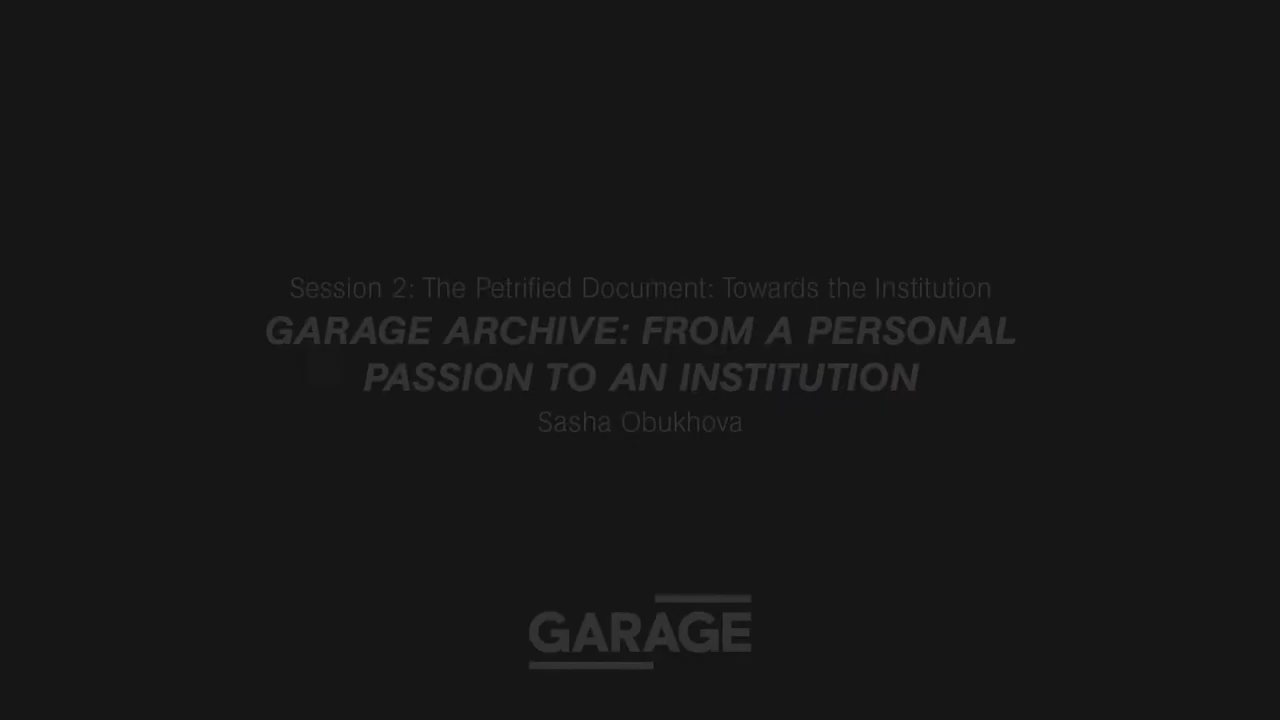 Session 2: The Petrified Document: Towards the Institution
GARAGE ARCHIVE: FROM A PERSONAL
PASSION TO AN INSTITUTION
Sasha Obukhova
GARAGE